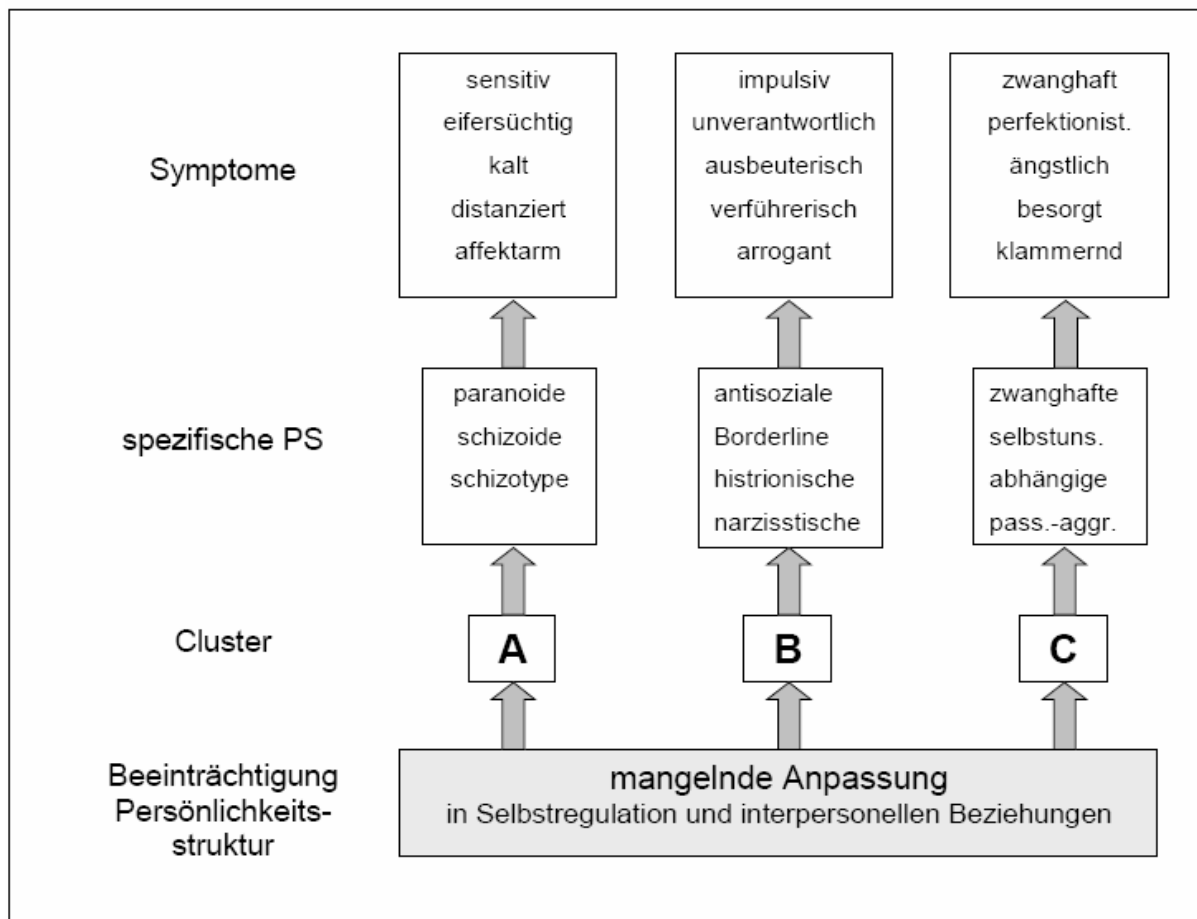 Symptome
sensitiv
eifersüchtig
kalt
distanziert
affektarm
impulsiv
unverantwortlich
ausbeuterisch
verführerisch
arrogant
zwanghaft
perfektionist.
ängstlich
besorgt
klammernd
spezifische PS
paranoide
schizoide
schizotype
antisoziale
Borderline
histrionische
narzisstische
zwanghafte
selbstuns.
abhängige
pass.-aggr.
Cluster
A
B
C
Beeinträchtigung
Persönlichkeits-
struktur
mangelnde Anpassung
in Selbstregulation und interpersonellen Beziehungen